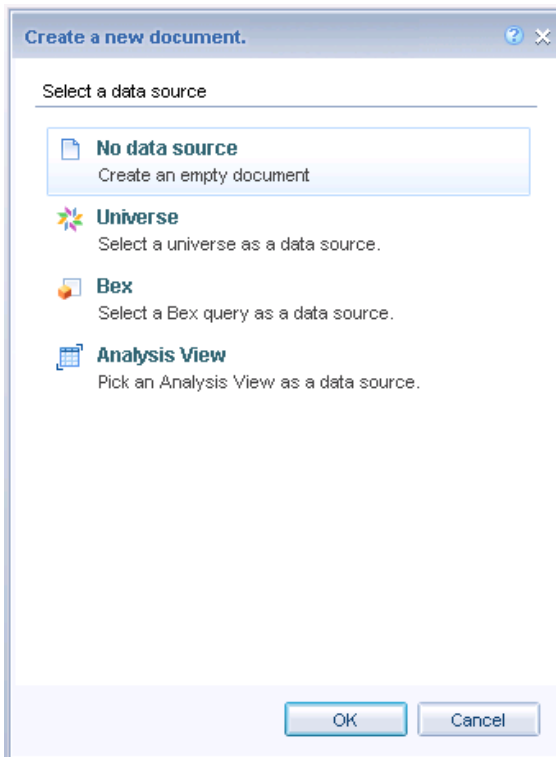 Create a new document.
Select a data source
No data source
Create an empty document
Universe
Select a universe as a data source.
Bex
Select a Bex query as a data source.
Analysis View
Pick an Analysis View as a data source.
OK Cancel